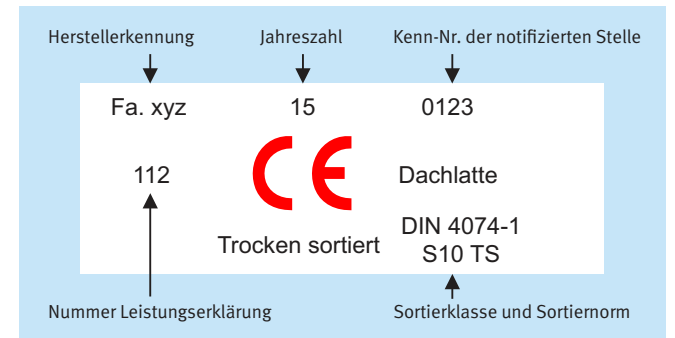 Herstellerkennung Jahreszahl Kenn-Nr. der notifizierten Stelle
Fa. xyz 15 0123
112 CE Dachlatte
Trocken sortiert DIN 4074-1
S10 TS
Nummer Leistungserklärung Sortierklasse und Sortiernorm